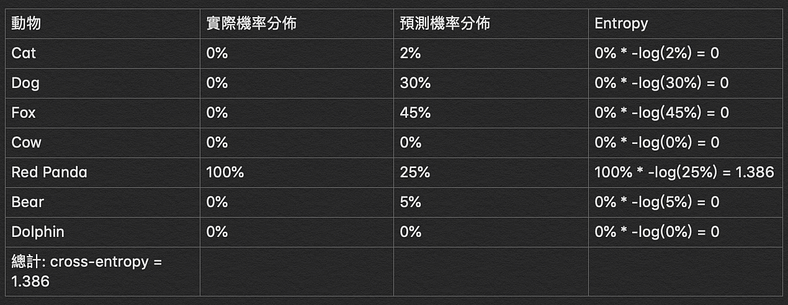 動物 實際機率分佈 預測機率分佈 Entropy
Cat 0% 2% 0% * -log(2%) = 0
Dog 0% 30% 0% * -log(30%) = 0
Fox 0% 45% 0% * -log(45%) = 0
Cow 0% 0% 0% * -log(0%) = 0
Red Panda 100% 25% 100% * -log(25%) = 1.386
Bear 0% 5% 0% * -log(5%) = 0
Dolphin 0% 0% 0% * -log(0%) = 0
總計: cross-entropy =
1.386